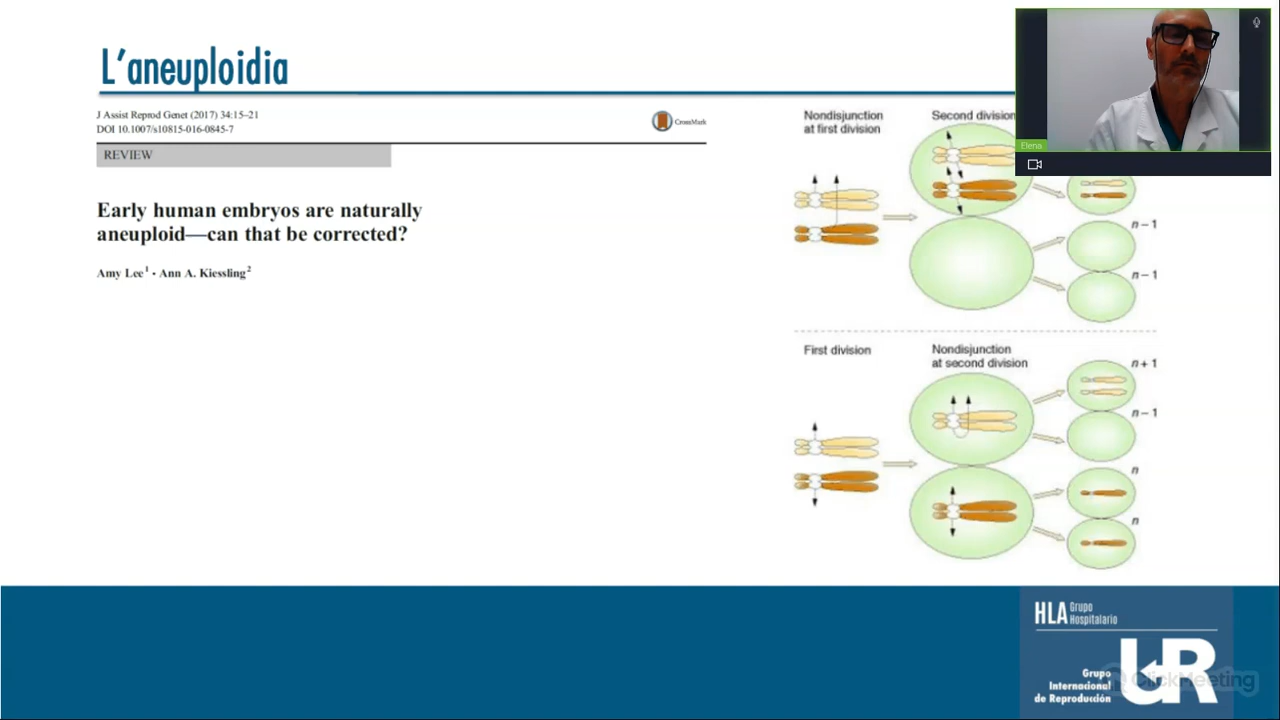 L'aneuploidia
J Assist Reprod Genet (2017) 34:15–21
DOI 10.1007/s10815-016-0845-7
CrossMark
REVIEW
Early human embryos are naturally
aneuploid—can that be corrected?
Amy Lee1 • Ann A. Kiessling2
Nondisjunction
at first division
Second division
n−1
n−1
First division
Nondisjunction
at second division
n+1
n−1
n
n
Elena
HLA Grupo
Hospitalario
UR
Grupo
Internacional
de Reproducción
ClickMeeting